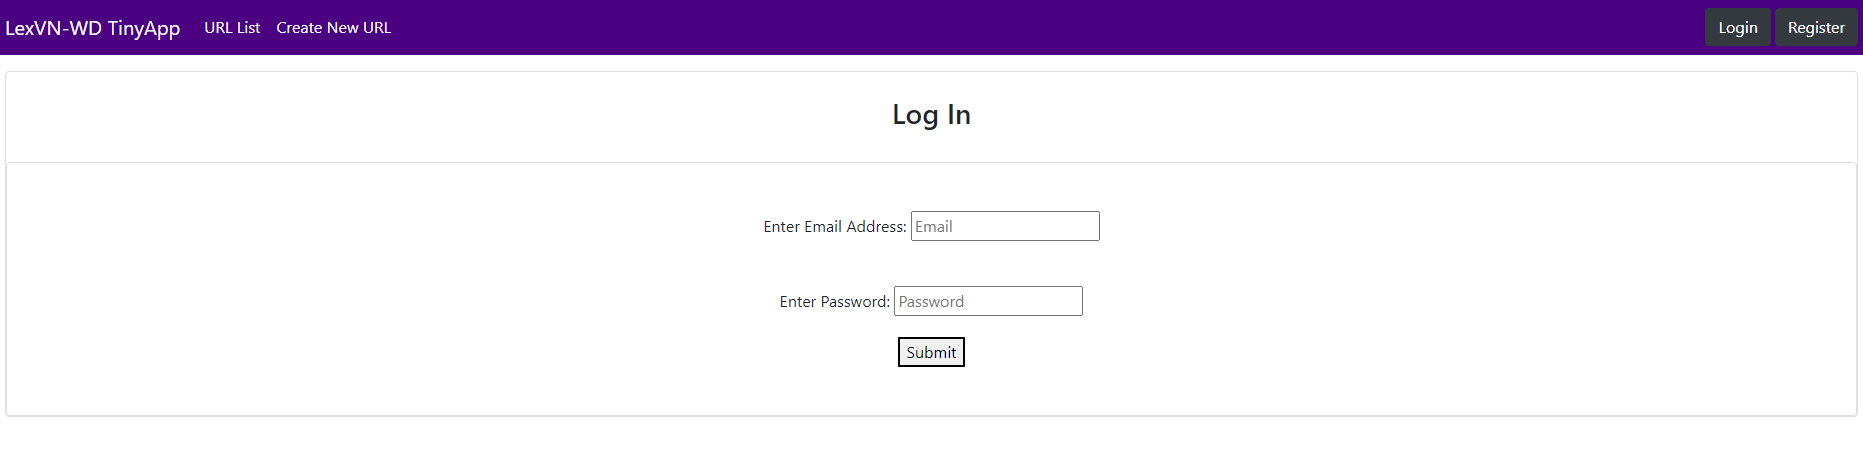 LexVN-WD TinyApp URL List Create New URL Login Register
Log In
Enter Email Address: Email
Enter Password: Password
Submit